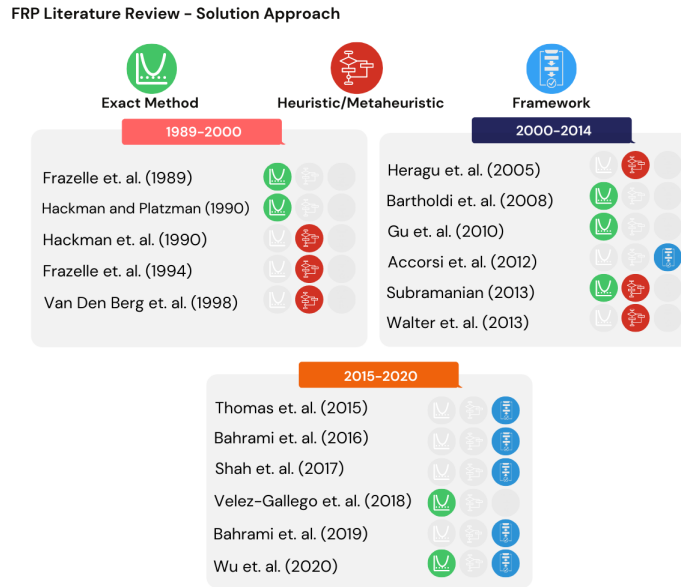 FRP Literature Review – Solution Approach
Exact Method
Heuristic/Metaheuristic
Framework
1989-2000
Frazelle et. al. (1989)
Hackman and Platzman (1990)
Hackman et. al. (1990)
Frazelle et. al. (1994)
Van Den Berg et. al. (1998)
2000-2014
Heragu et. al. (2005)
Bartholdi et. al. (2008)
Gu et. al. (2010)
Accorsi et. al. (2012)
Subramanian (2013)
Walter et. al. (2013)
2015-2020
Thomas et. al. (2015)
Bahrami et. al. (2016)
Shah et. al. (2017)
Velez-Gallego et. al. (2018)
Bahrami et. al. (2019)
Wu et. al. (2020)